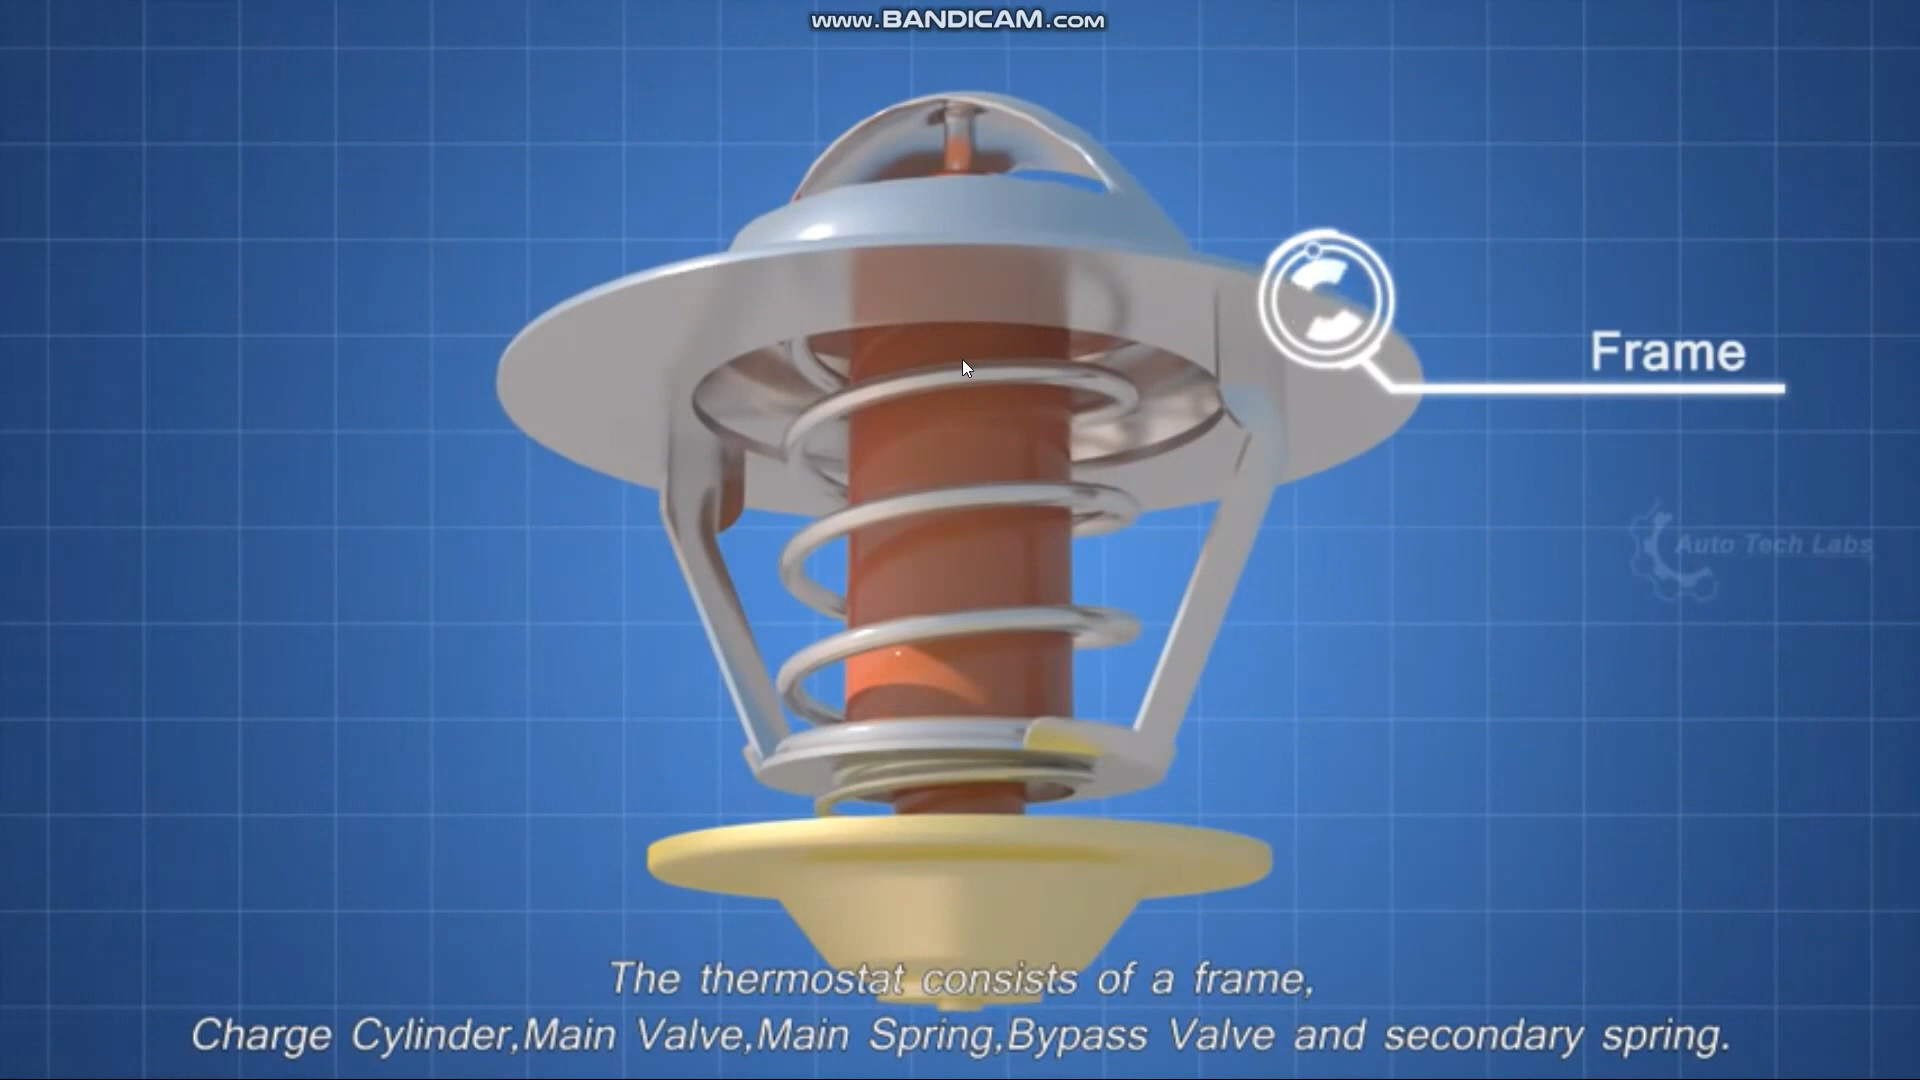 www.BANDICAM.com
Frame
Auto Tech Labs
The thermostat consists of a frame,
Charge Cylinder,Main Valve,Main Spring,Bypass Valve and secondary spring.